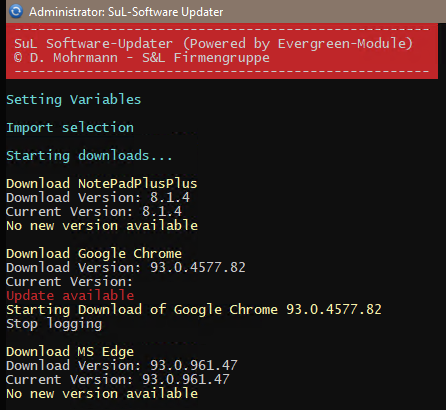 Administrator: SuL-Software Updater
---------------------------------------------------
SuL Software-Updater (Powered by Evergreen-Module)
© D. Mohrmann - S&L Firmengruppe
---------------------------------------------------
Setting Variables
Import selection
Starting downloads...
Download NotePadPlusPlus
Download Version: 8.1.4
Current Version: 8.1.4
No new version available
Download Google Chrome
Download Version: 93.0.4577.82
Current Version:
Update available
Starting Download of Google Chrome 93.0.4577.82
Stop logging
Download MS Edge
Download Version: 93.0.961.47
Current Version: 93.0.961.47
No new version available